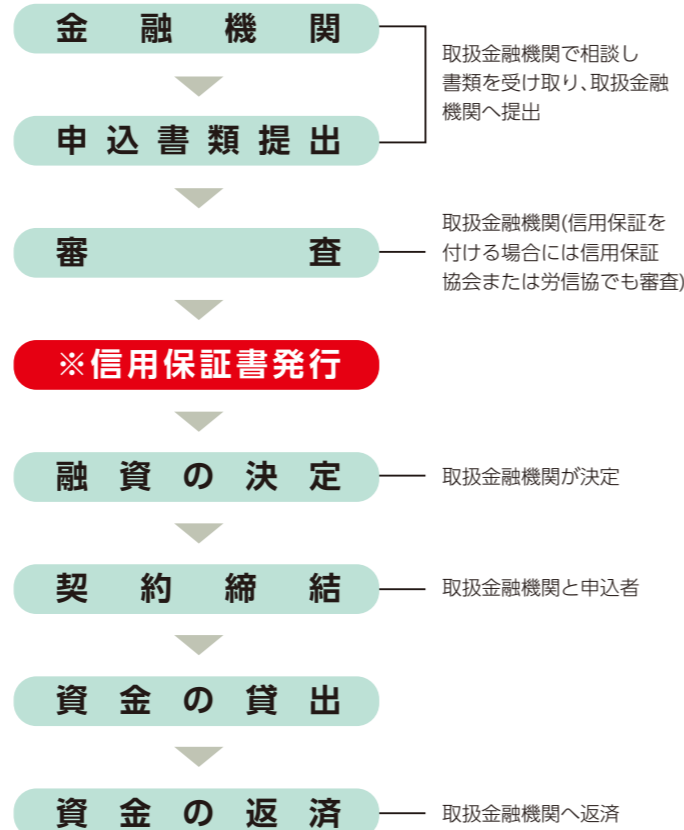 金融機関
取扱金融機関で相談し
書類を受け取り、取扱金融
機関へ提出
申込書類提出
審査
取扱金融機関(信用保証を
付ける場合には信用保証
協会または労信協でも審査)
※信用保証書発行
融資の決定
取扱金融機関が決定
契約締結
取扱金融機関と申込者
資金の貸出
資金の返済
取扱金融機関へ返済